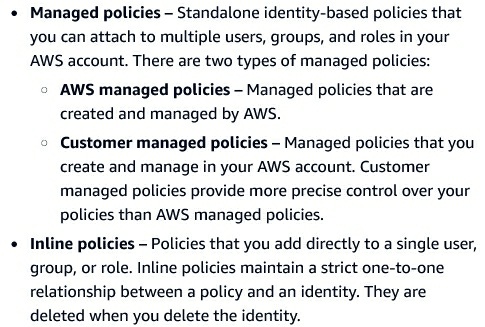 • Managed policies – Standalone identity-based policies that
you can attach to multiple users, groups, and roles in your
AWS account. There are two types of managed policies:
○ AWS managed policies – Managed policies that are
created and managed by AWS.
○ Customer managed policies – Managed policies that you
create and manage in your AWS account. Customer
managed policies provide more precise control over your
policies than AWS managed policies.
• Inline policies – Policies that you add directly to a single user,
group, or role. Inline policies maintain a strict one-to-one
relationship between a policy and an identity. They are
deleted when you delete the identity.